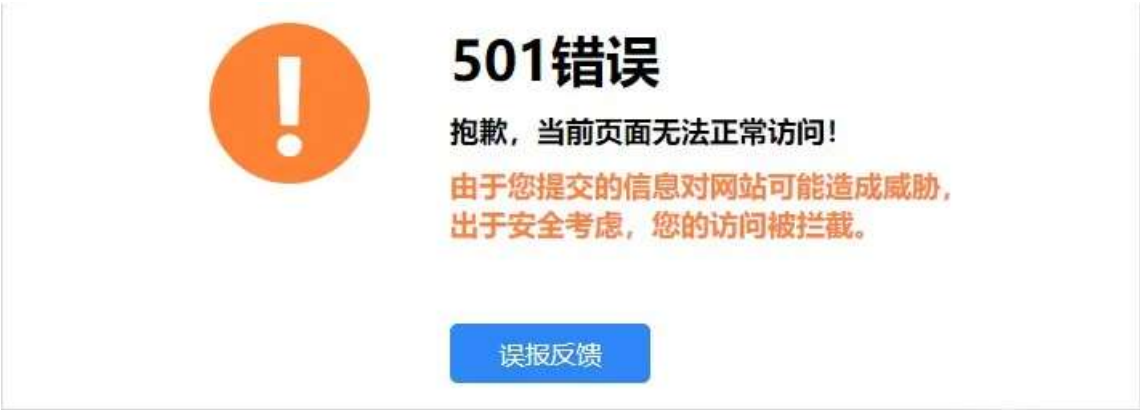 501错误
抱歉，当前页面无法正常访问！
由于您提交的信息对网站可能造成威胁，
出于安全考虑，您的访问被拦截。
误报反馈